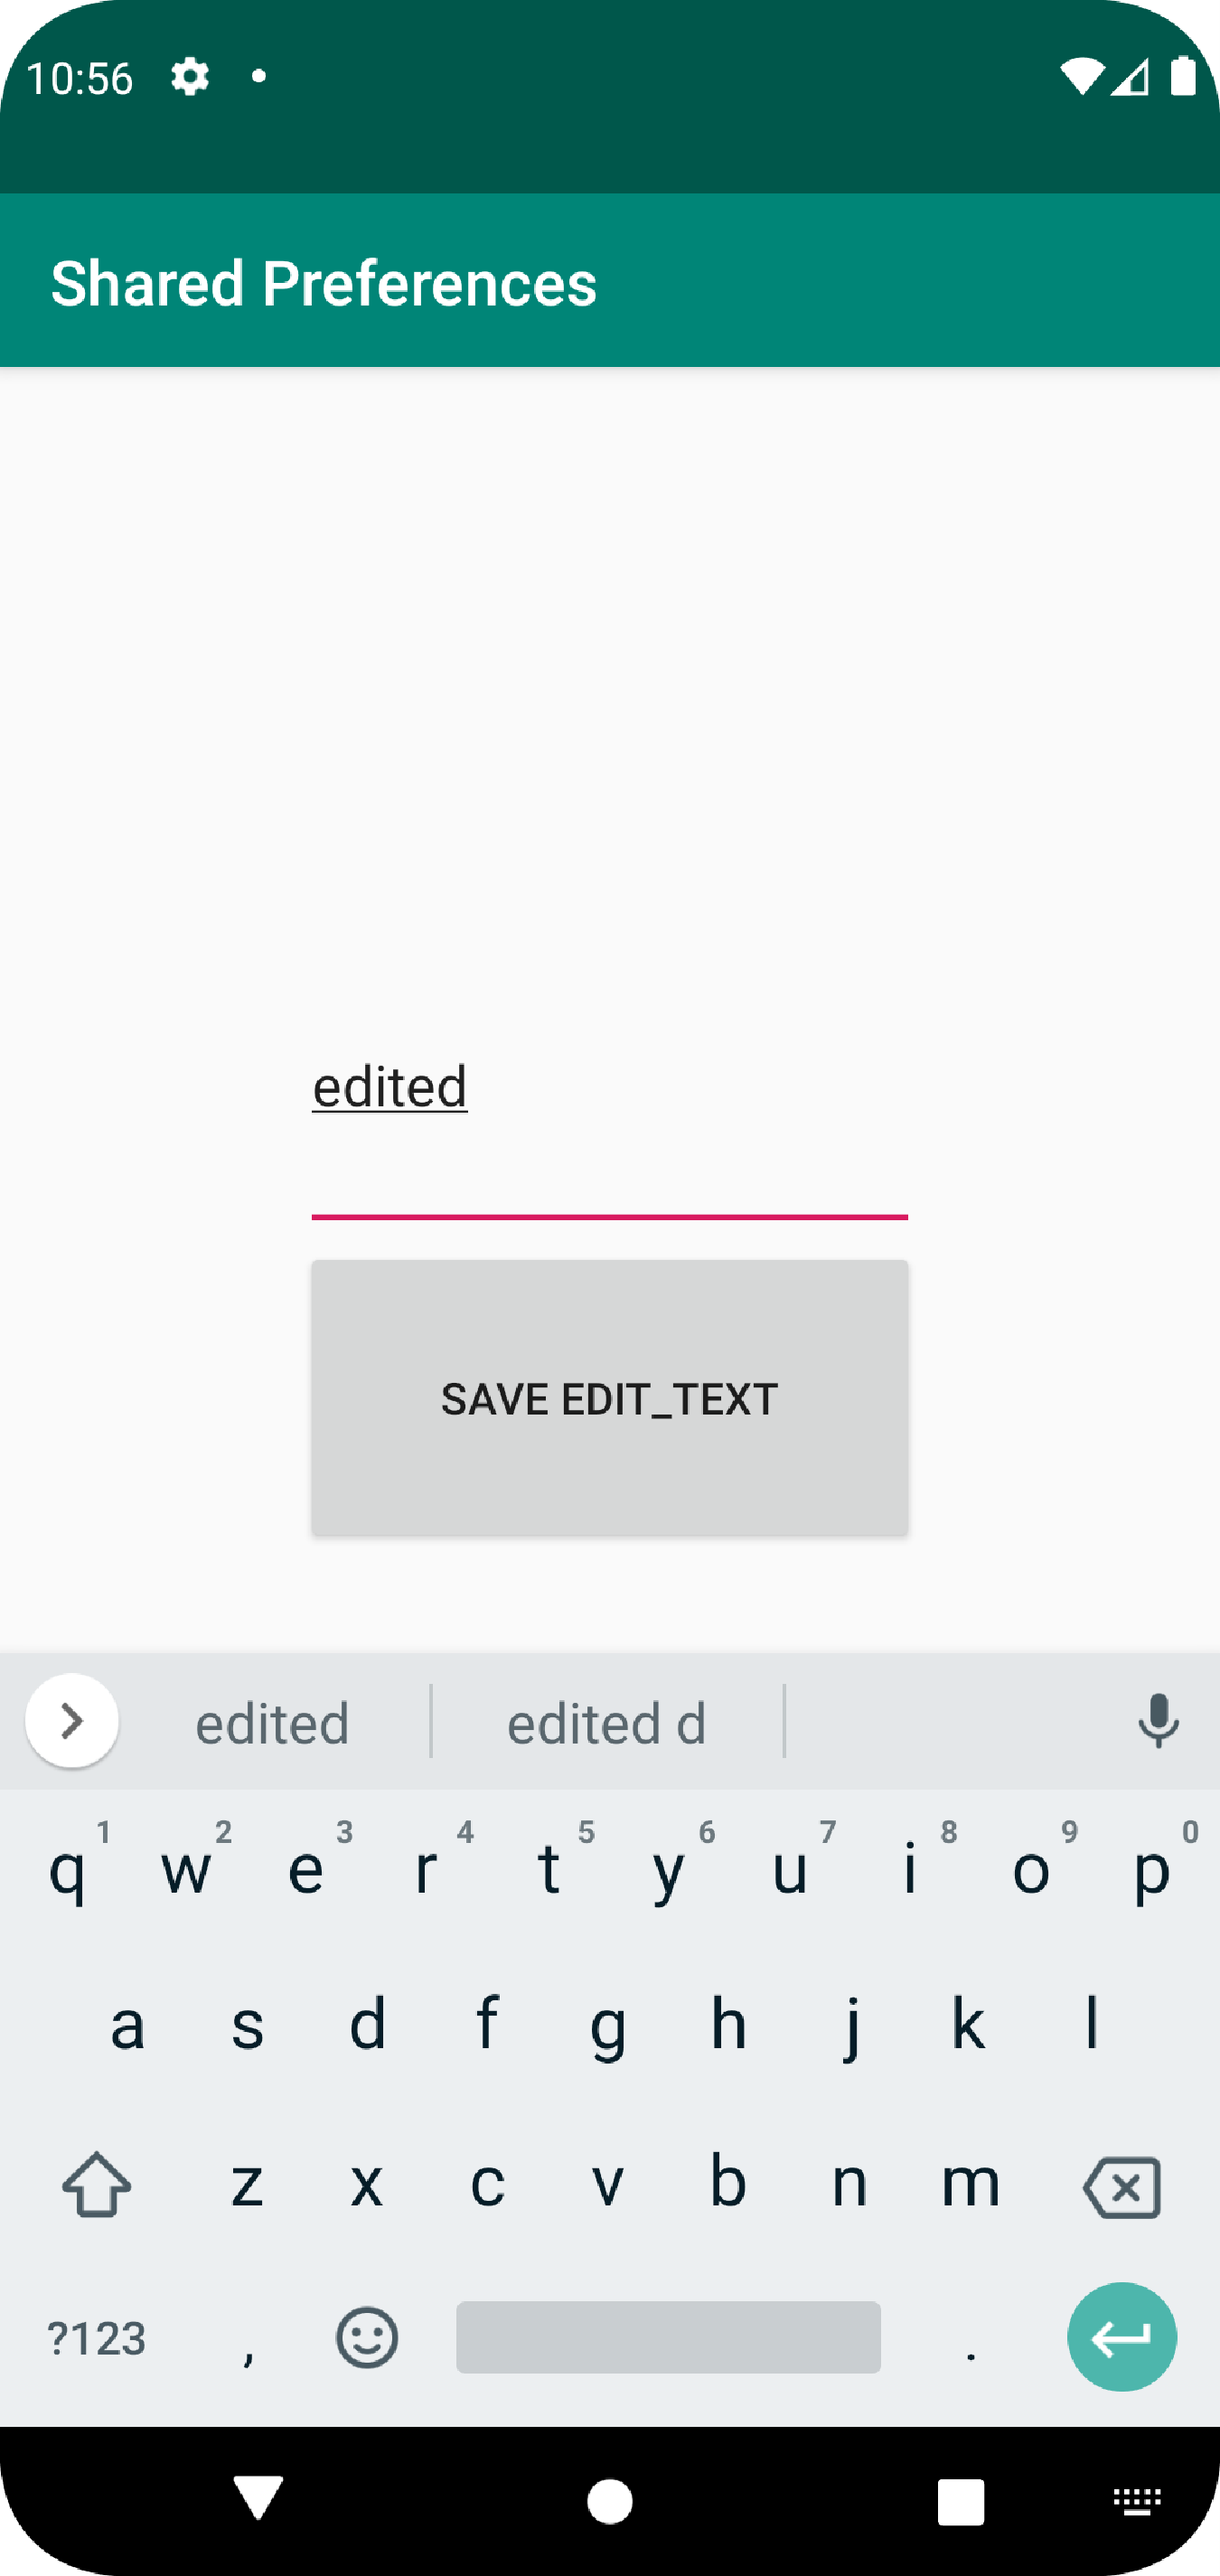 10:56
Shared Preferences
edited
SAVE EDIT_TEXT
edited edited d
1 2 3 4 5 6 7 8 9 0
q w e r t y u i o p
a s d f g h j k l
z x c v b n m
?123 , .